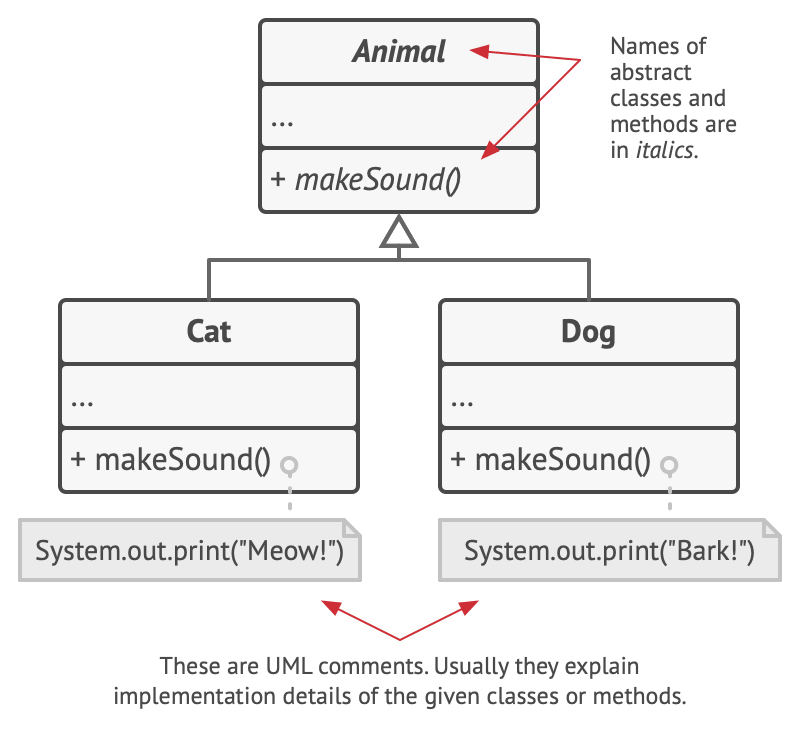 Animal
Names of
abstract
classes and
methods are
in italics.
...
+ makeSound()
Cat
Dog
...
...
+ makeSound()
+ makeSound()
System.out.print("Meow!")
System.out.print("Bark!")
These are UML comments. Usually they explain
implementation details of the given classes or methods.